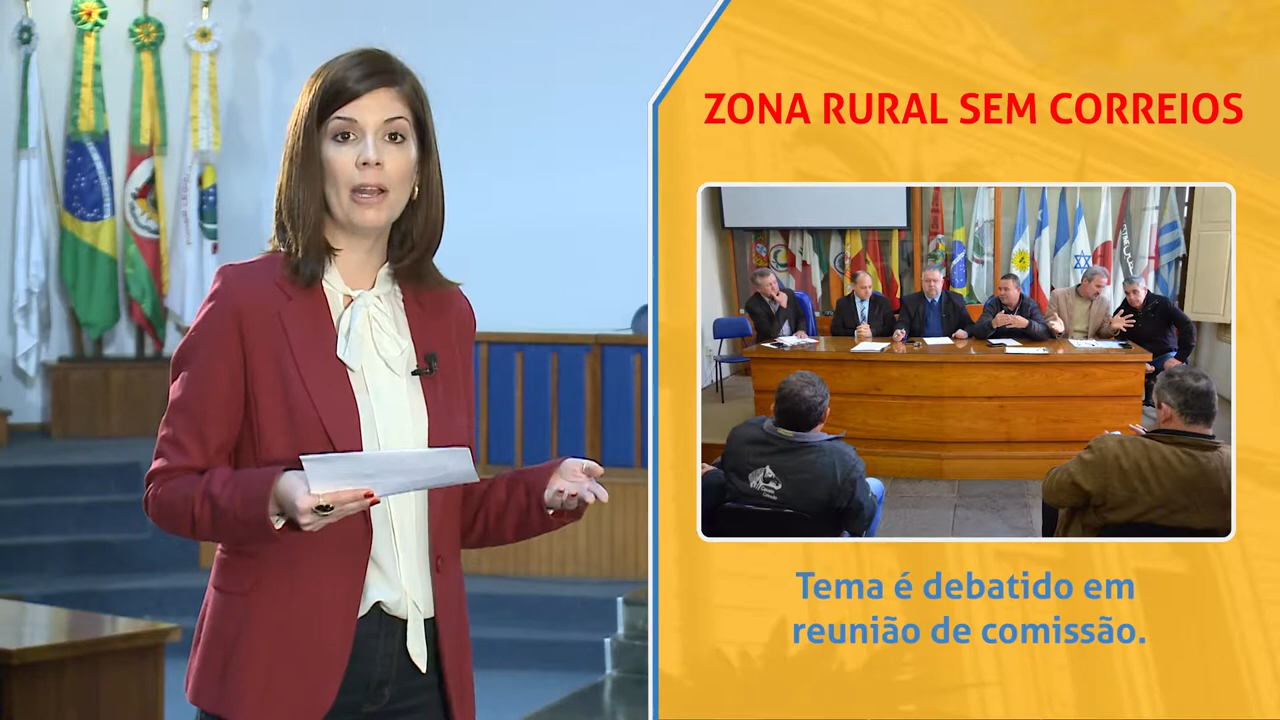 ZONA RURAL SEM CORREIOS
Tema é debatido em
reunião de comissão.